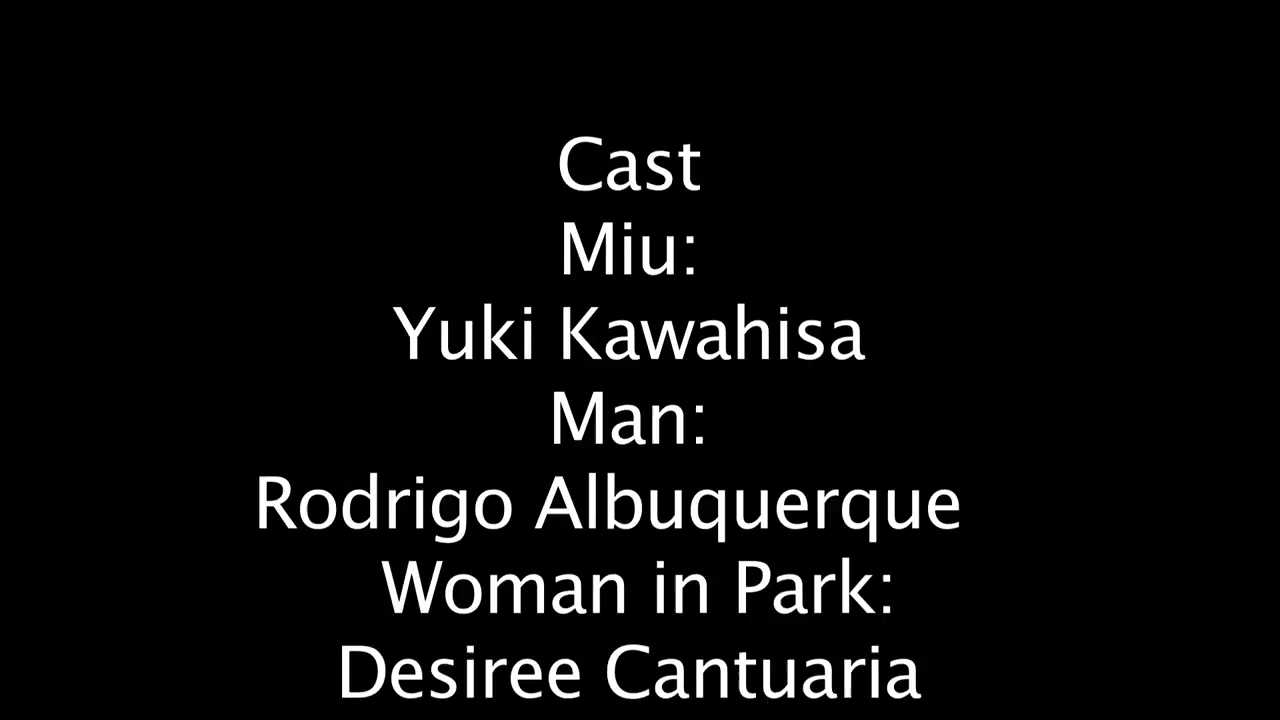 Cast
Miu:
Yuki Kawahisa
Man:
Rodrigo Albuquerque
Woman in Park:
Desiree Cantuaria